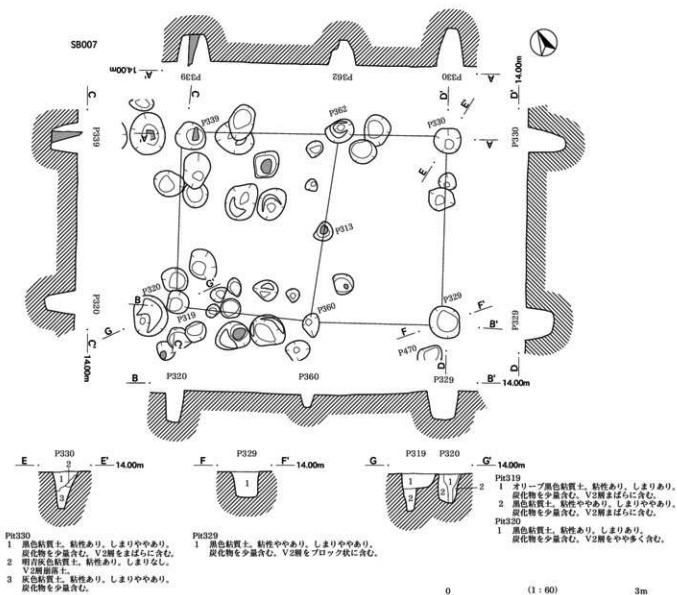 SB007
14.00m
A'
P339
P362
P330
A
14.00m
C
C
D'
E'
D'
P339
P339
A'
P362
P330
A
P330
E
P313
P320
G'
B
P319
G
P360
P329
F'
B'
F
P470
P320
C'
C'
14.00m
D
P329
D
B
P320
P360
P329
B'
14.00m
P330
2
E
E'
14.00m
1
2
3
P329
F
F'
14.00m
1
P319
P320
G
G'
14.00m
1
2
1
2
2
Pit330
1 黒色粘質土。粘性あり。しまりややあり。
炭化物を少量含む。V2層をまばらに含む。
2 明青灰色粘質土。粘性あり。しまりなし。
V2層崩落土。
3 灰色粘質土。粘性あり。しまりややあり。
炭化物を少量含む。
Pit329
1 黒色粘質土。粘性ややあり。しまりややあり。
炭化物を少量含む。V2層をブロック状に含む。
Pit319
1 オリーブ黒色粘質土。粘性あり。しまりあり。
炭化物を少量含む。V2層まばらに含む。
2 黒色粘質土。粘性ややあり。しまりややあり。
炭化物を少量含む。V2層まばらに含む。
Pit320
1 黒色粘質土。粘性あり。しまりあり。
炭化物を少量含む。V2層をやや多く含む。
0
(1:60)
3m